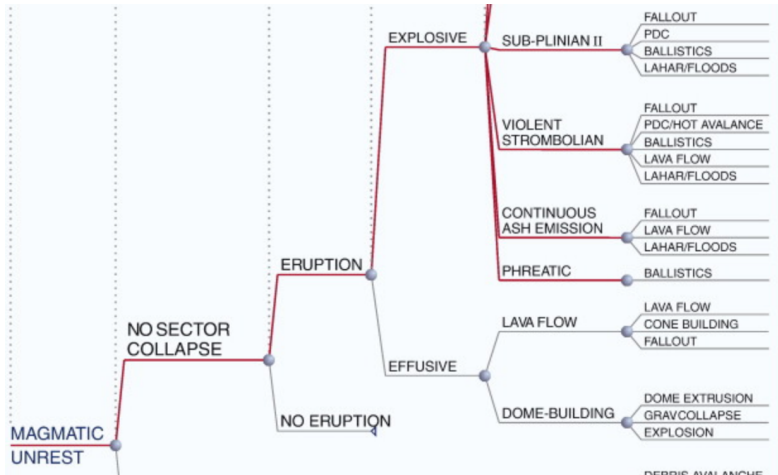 EXPLOSIVE
SUB-PLINIAN II
FALLOUT
PDC
BALLISTICS
LAHAR/FLOODS
VIOLENT
STROMBOLIAN
FALLOUT
PDC/HOT AVALANCE
BALLISTICS
LAVA FLOW
LAHAR/FLOODS
CONTINUOUS
ASH EMISSION
FALLOUT
LAVA FLOW
LAHAR/FLOODS
ERUPTION
PHREATIC
BALLISTICS
NO SECTOR
COLLAPSE
EFFUSIVE
LAVA FLOW
LAVA FLOW
CONE BUILDING
FALLOUT
DOME-BUILDING
DOME EXTRUSION
GRAVCOLLAPSE
EXPLOSION
NO ERUPTION
MAGMATIC
UNREST
DEBRIS AVALANCHE